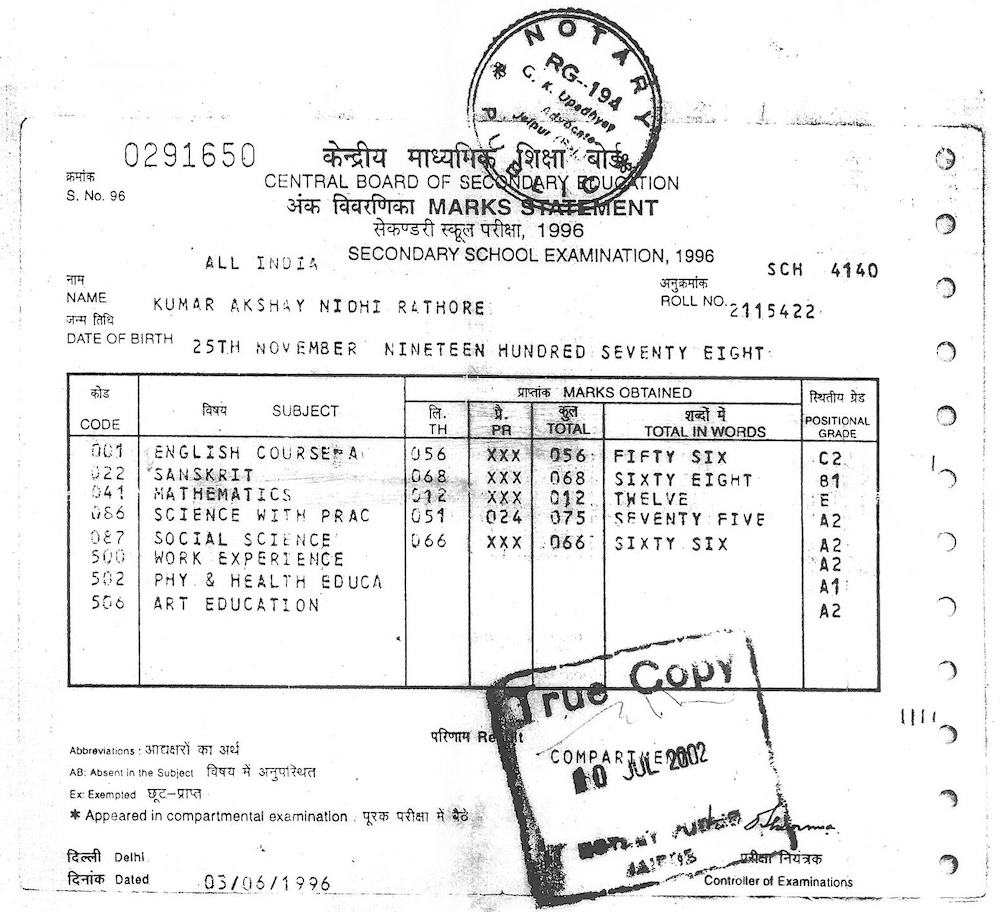 NOTARY PUBLIC
RG-194
G. K. Upadhyay
Advocate
Jaipur
0291650
क्रमांक
S. No. 96
केन्द्रीय माध्यमिक शिक्षा बोर्ड
CENTRAL BOARD OF SECONDARY EDUCATION
अंक विवरणिका MARKS STATEMENT
सेकण्डरी स्कूल परीक्षा, 1996
SECONDARY SCHOOL EXAMINATION, 1996
ALL INDIA
SCH 4140
नाम
NAME KUMAR AKSHAY NIDHI RATHORE
अनुक्रमांक
ROLL NO. 2115422
जन्म तिथि
DATE OF BIRTH 25TH NOVEMBER NINETEEN HUNDRED SEVENTY EIGHT
कोड विषय SUBJECT प्राप्तांक MARKS OBTAINED स्थितीय ग्रेड
CODE लि. प्रै. कुल शब्दों में POSITIONAL
TH PR TOTAL TOTAL IN WORDS GRADE
001 ENGLISH COURSE A 056 XXX 056 FIFTY SIX C2
022 SANSKRIT 068 XXX 068 SIXTY EIGHT B1
041 MATHEMATICS 012 XXX 012 TWELVE E
086 SCIENCE WITH PRAC 051 024 075 SEVENTY FIVE A2
087 SOCIAL SCIENCE 066 XXX 066 SIXTY SIX A2
500 WORK EXPERIENCE A2
502 PHY & HEALTH EDUCA A1
506 ART EDUCATION A2
True Copy
परिणाम Result
COMPARTMENT
10 JUL 2002
Abbreviations : आद्यक्षरों का अर्थ
AB: Absent in the Subject विषय में अनुपस्थित
Ex: Exempted छूट-प्राप्त
* Appeared in compartmental examination . पूरक परीक्षा में बैठे
NOTARY PUBLIC
JAIPUR
दिल्ली Delhi
दिनांक Dated 03/06/1996
परीक्षा नियंत्रक
Controller of Examinations